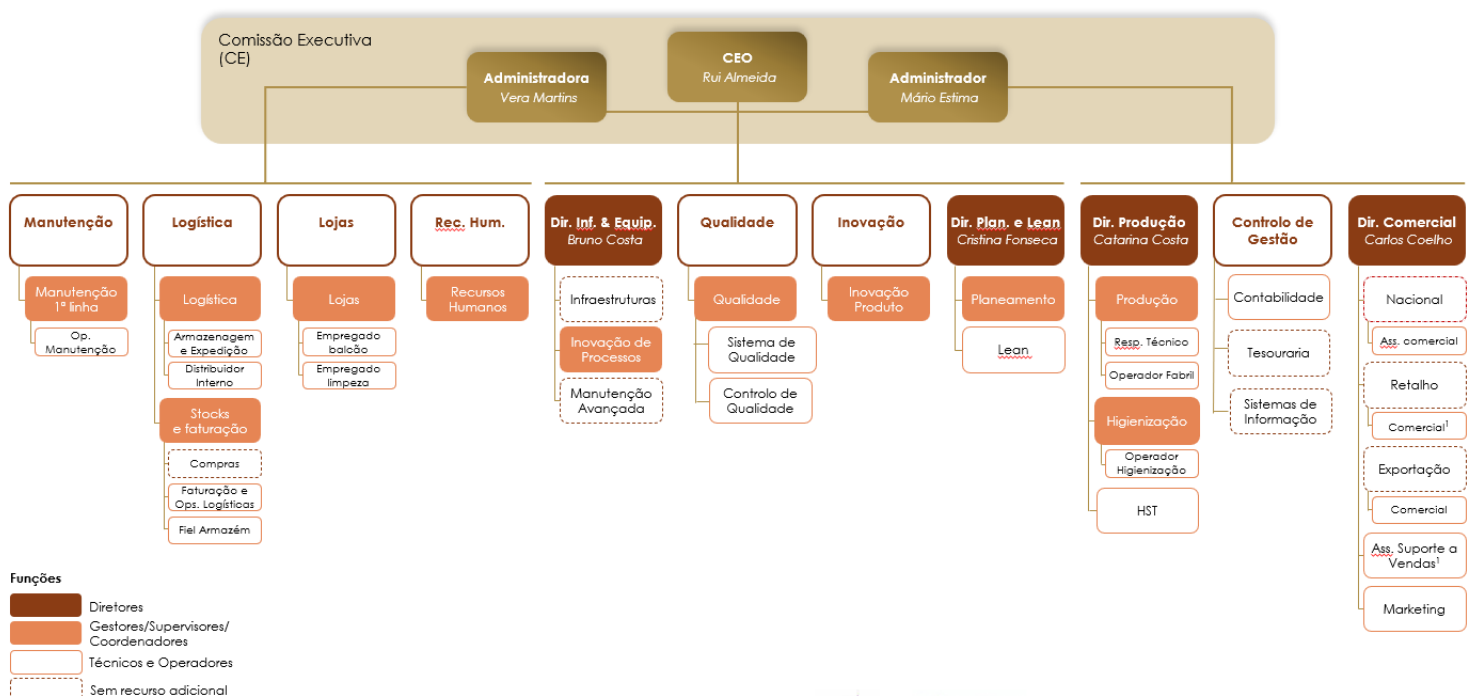 Comissão Executiva
(CE)
Administradora
Vera Martins
CEO
Rui Almeida
Administrador
Mário Estima
Manutenção
Logística
Lojas
Rec. Hum.
Dir. Inf. & Equip.
Bruno Costa
Qualidade
Inovação
Dir. Plan. e Lean
Cristina Fonseca
Dir. Produção
Catarina Costa
Controlo de
Gestão
Dir. Comercial
Carlos Coelho
Manutenção
1ª linha
Op.
Manutenção
Logística
Armazenagem
e Expedição
Distribuidor
Interno
Stocks
e faturação
Compras
Faturação e
Ops. Logísticas
Fiel Armazém
Lojas
Empregado
balcão
Empregado
limpeza
Recursos
Humanos
Infraestruturas
Inovação de
Processos
Manutenção
Avançada
Qualidade
Sistema de
Qualidade
Controlo de
Qualidade
Inovação
Produto
Planeamento
Lean
Produção
Resp. Técnico
Operador Fabril
Higienização
Operador
Higienização
HST
Contabilidade
Tesouraria
Sistemas de
Informação
Nacional
Ass. comercial
Retalho
Comercial¹
Exportação
Comercial
Ass. Suporte a
Vendas¹
Marketing
Funções
Diretores
Gestores/Supervisores/
Coordenadores
Técnicos e Operadores
Sem recurso adicional